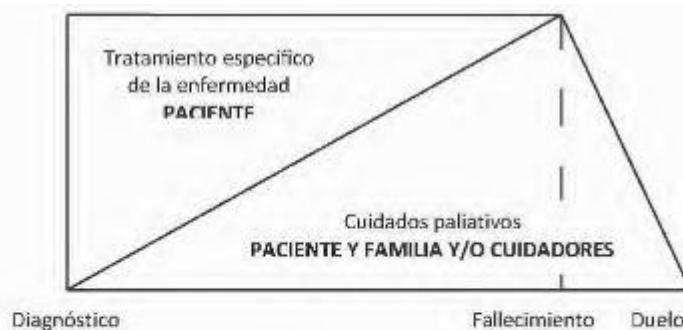 Tratamiento específico
de la enfermedad
PACIENTE
Cuidados paliativos
PACIENTE Y FAMILIA Y/O CUIDADORES
Diagnóstico Fallecimiento Duelo